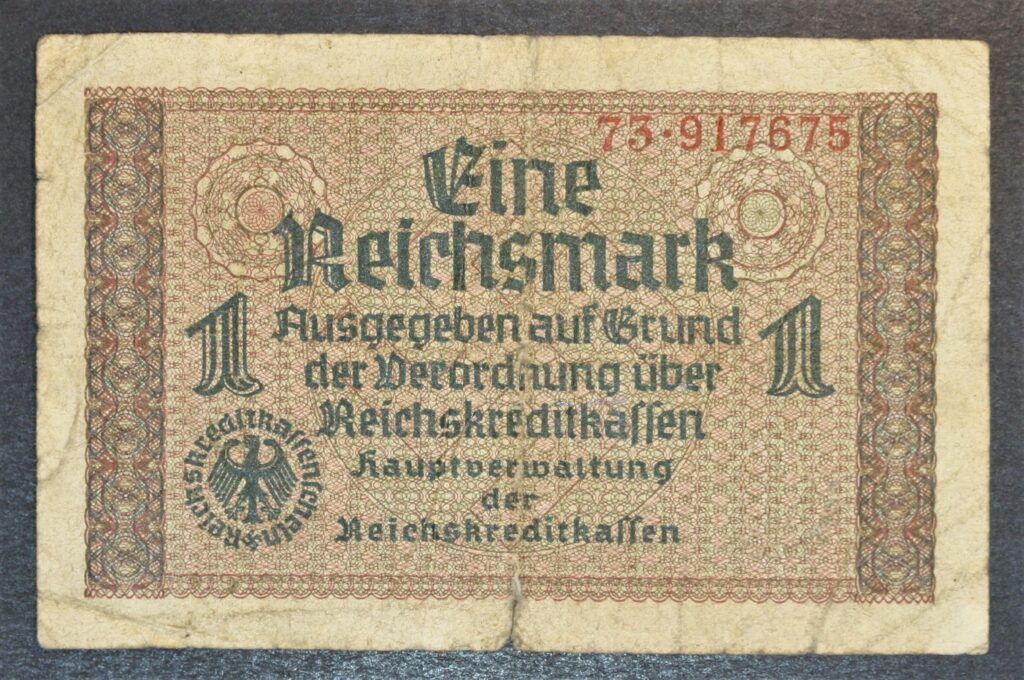 73·917675
Eine
Reichsmark
1 Ausgegeben auf Grund 1
der Verordnung über
Reichskreditkaſſen
Hauptverwaltung
der
Reichskreditkaſſen
Reichskreditkaſſenſchein